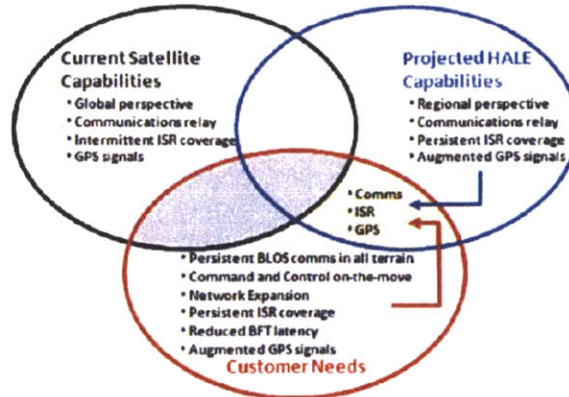 Current Satellite
Capabilities
• Global perspective
• Communications relay
• Intermittent ISR coverage
• GPS signals
Projected HALE
Capabilities
• Regional perspective
• Communications relay
• Persistent ISR coverage
• Augmented GPS signals
• Comms
• ISR
• GPS
• Persistent BLOS comms in all terrain
• Command and Control on-the-move
• Network Expansion
• Persistent ISR coverage
• Reduced BFT latency
• Augmented GPS signals
Customer Needs